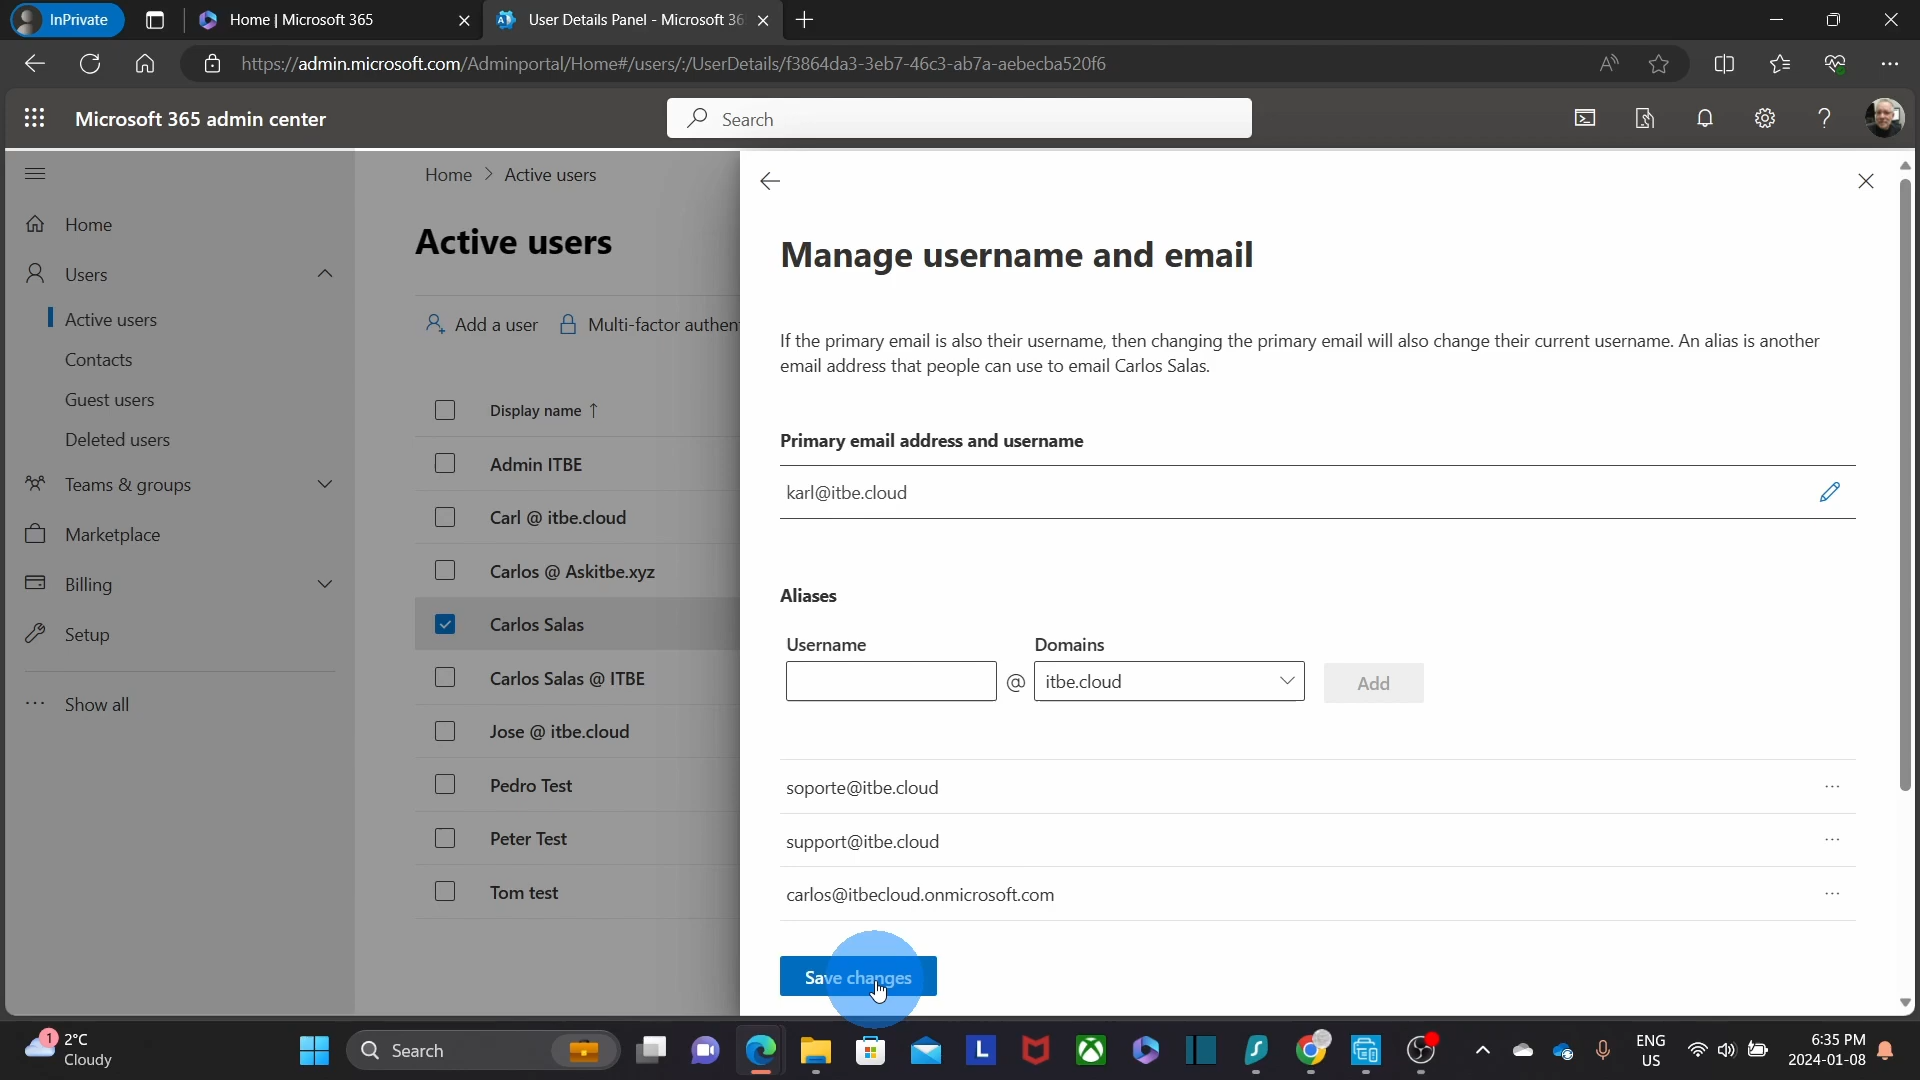 InPrivate
Home | Microsoft 365
User Details Panel - Microsoft 36
https://admin.microsoft.com/Adminportal/Home#/users/:/UserDetails/f3864da3-3eb7-46c3-ab7a-aebecba520f6
Microsoft 365 admin center
Search
Home
Users
Active users
Contacts
Guest users
Deleted users
Teams & groups
Marketplace
Billing
Setup
Show all
Home > Active users
Active users
Add a user
Multi-factor authen
Display name ↑
Admin ITBE
Carl @ itbe.cloud
Carlos @ Askitbe.xyz
Carlos Salas
Carlos Salas @ ITBE
Jose @ itbe.cloud
Pedro Test
Peter Test
Tom test
Manage username and email
If the primary email is also their username, then changing the primary email will also change their current username. An alias is another
email address that people can use to email Carlos Salas.
Primary email address and username
karl@itbe.cloud
Aliases
Username
Domains
@
itbe.cloud
Add
soporte@itbe.cloud
support@itbe.cloud
carlos@itbecloud.onmicrosoft.com
Save changes
1
2°C
Cloudy
Search
L
ENG
US
6:35 PM
2024-01-08